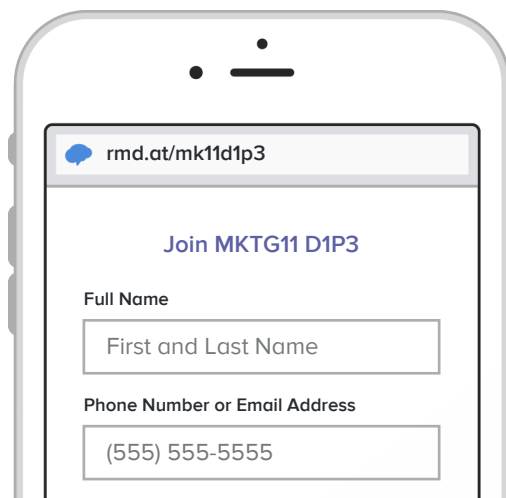 rmd.at/mk11d1p3
Join MKTG11 D1P3
Full Name
First and Last Name
Phone Number or Email Address
(555) 555-5555